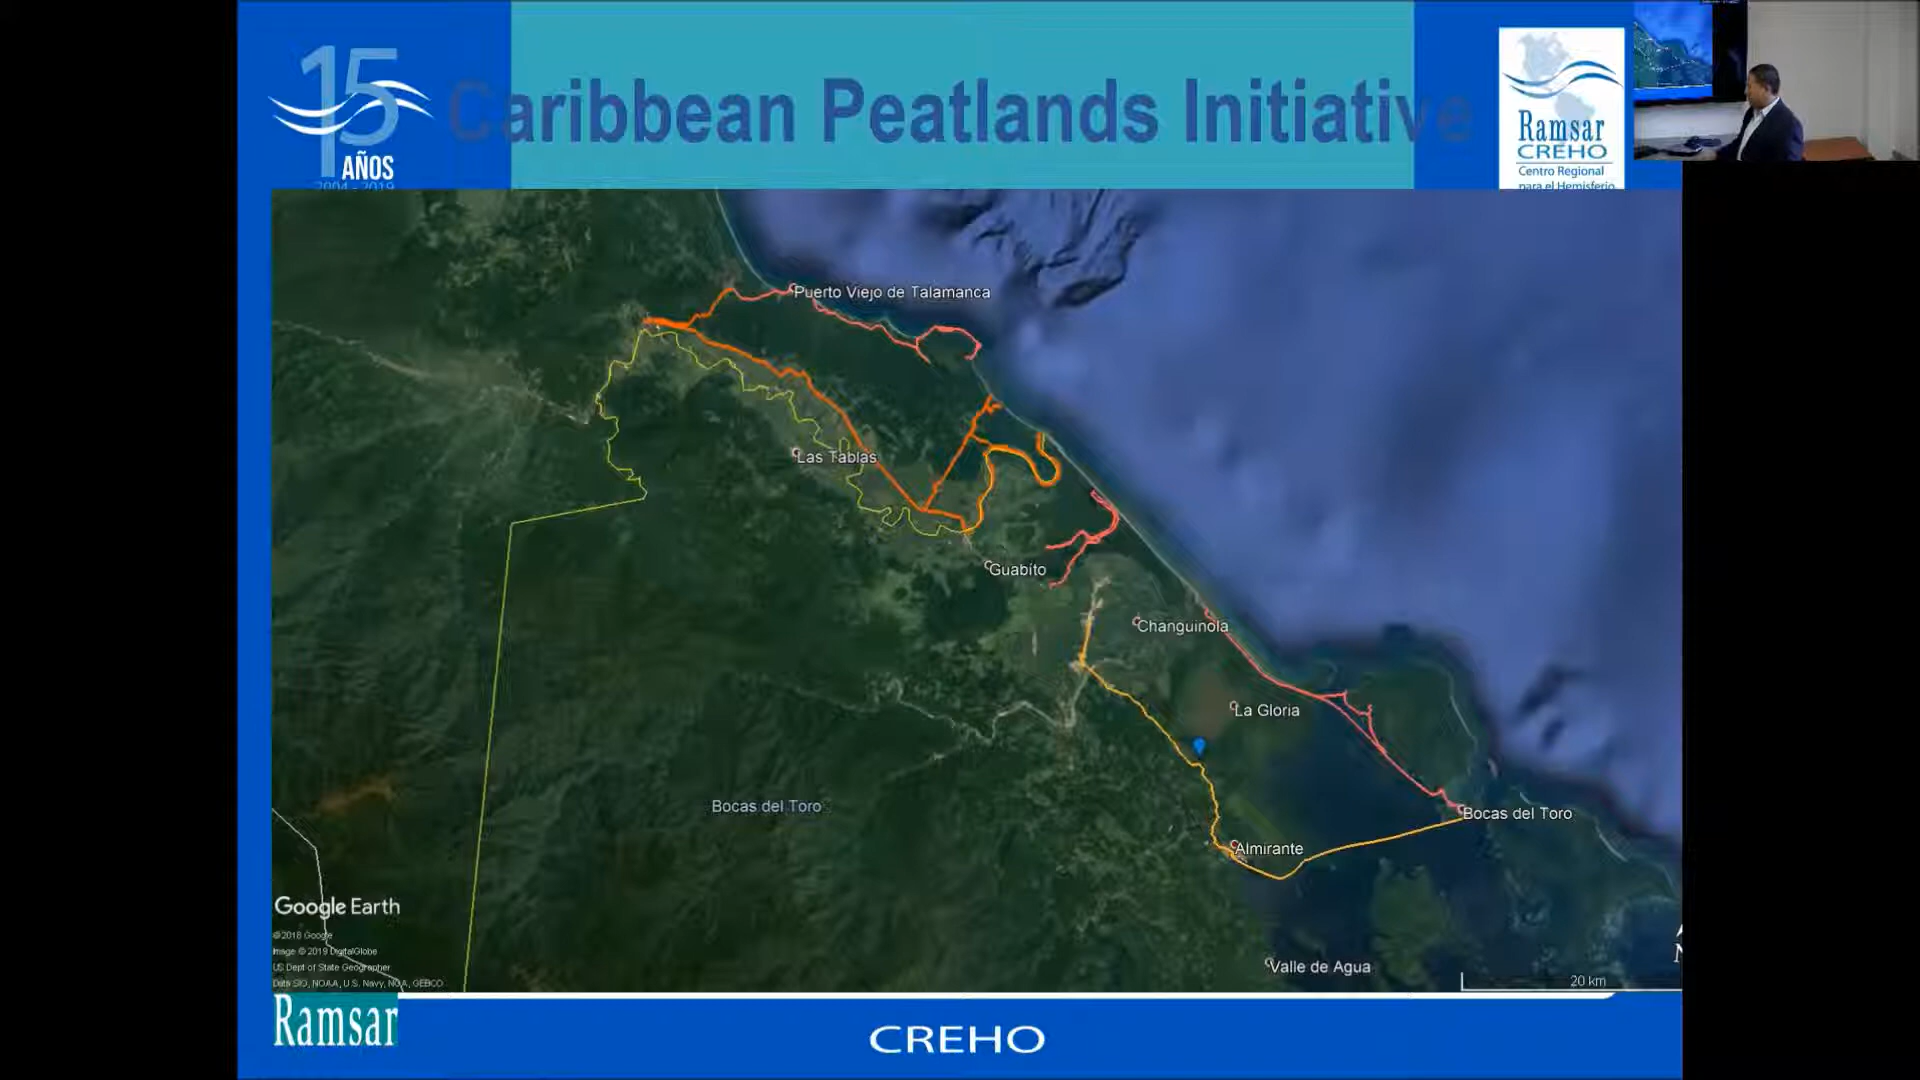 15
AÑOS
2004 - 2019
Caribbean Peatlands Initiative
Ramsar
CREHO
Centro Regional
para el Hemisferio
Puerto Viejo de Talamanca
Las Tablas
Guabito
Changuinola
La Gloria
Bocas del Toro
Bocas del Toro
Almirante
Valle de Agua
20 km
Google Earth
© 2018 Google
Image © 2019 DigitalGlobe
US Dept of State Geographer
Data SIO, NOAA, U.S. Navy, NGA, GEBCO
Ramsar
CREHO